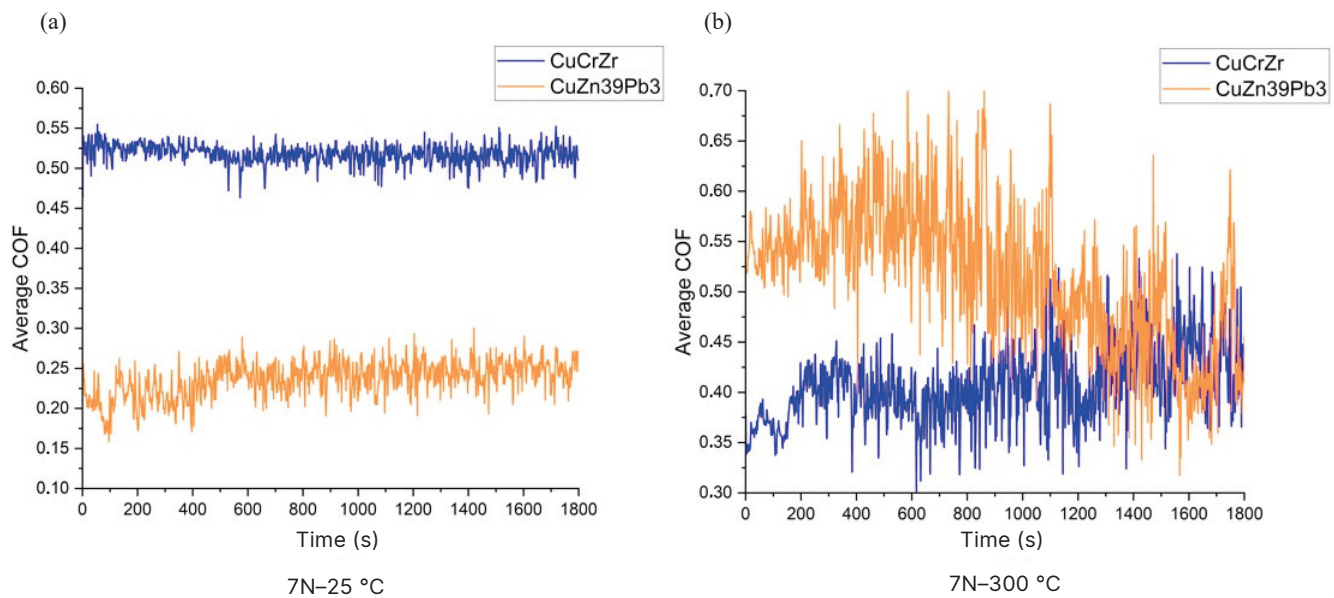 (a)
CuCrZr
CuZn39Pb3
0.60
0.55
0.50
0.45
0.40
0.35
0.30
0.25
0.20
0.15
0.10
Average COF
0 200 400 600 800 1000 1200 1400 1600 1800
Time (s)
7N–25 °C
(b)
CuCrZr
CuZn39Pb3
0.70
0.65
0.60
0.55
0.50
0.45
0.40
0.35
0.30
Average COF
0 200 400 600 800 1000 1200 1400 1600 1800
Time (s)
7N–300 °C